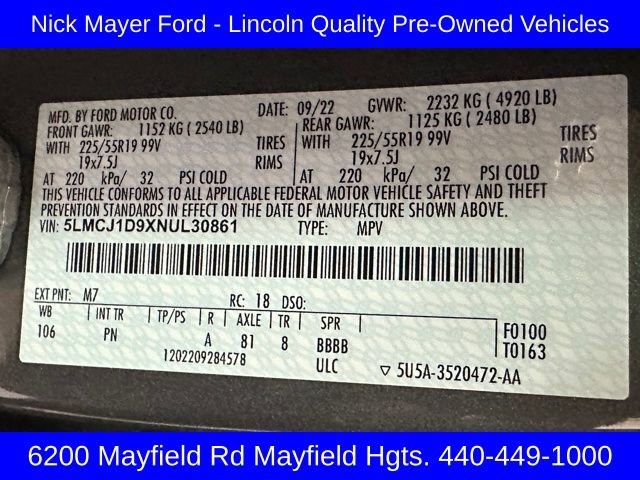 Nick Mayer Ford - Lincoln Quality Pre-Owned Vehicles
MFD. BY FORD MOTOR CO. DATE: 09/22 GVWR: 2232 KG ( 4920 LB)
FRONT GAWR: 1152 KG ( 2540 LB) REAR GAWR: 1125 KG ( 2480 LB)
WITH 225/55R19 99V TIRES WITH 225/55R19 99V TIRES
19x7.5J RIMS 19x7.5J RIMS
AT 220 kPa/ 32 PSI COLD AT 220 kPa/ 32 PSI COLD
THIS VEHICLE CONFORMS TO ALL APPLICABLE FEDERAL MOTOR VEHICLE SAFETY AND THEFT
PREVENTION STANDARDS IN EFFECT ON THE DATE OF MANUFACTURE SHOWN ABOVE.
VIN: 5LMCJ1D9XNUL30861 TYPE: MPV
EXT PNT: M7 RC: 18 DSO:
WB INT TR TP/PS R AXLE TR SPR F0100
106 PN A 81 8 BBBB T0163
1202209284578 ULC ▽ 5U5A-3520472-AA
6200 Mayfield Rd Mayfield Hgts. 440-449-1000